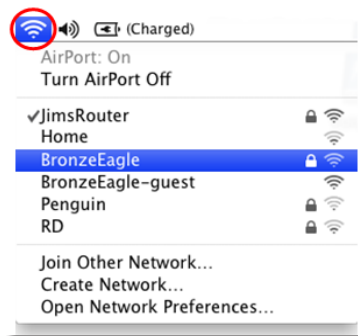 (Charged)
AirPort: On
Turn AirPort Off
✓JimsRouter
Home
BronzeEagle
BronzeEagle-guest
Penguin
RD
Join Other Network...
Create Network...
Open Network Preferences...